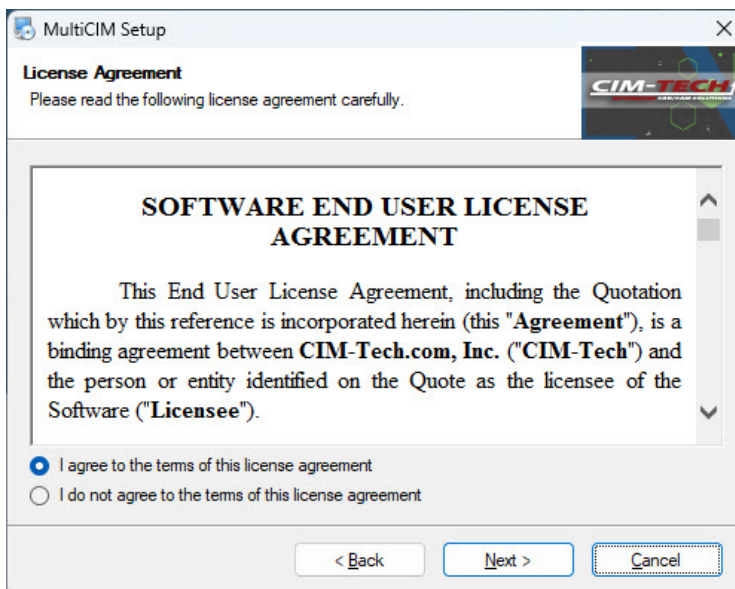 MultiCIM Setup
License Agreement
Please read the following license agreement carefully.
CIM-TECH
SOFTWARE END USER LICENSE
AGREEMENT
This End User License Agreement, including the Quotation
which by this reference is incorporated herein (this "Agreement"), is a
binding agreement between CIM-Tech.com, Inc. ("CIM-Tech") and
the person or entity identified on the Quote as the licensee of the
Software ("Licensee").
I agree to the terms of this license agreement
I do not agree to the terms of this license agreement
< Back
Next >
Cancel